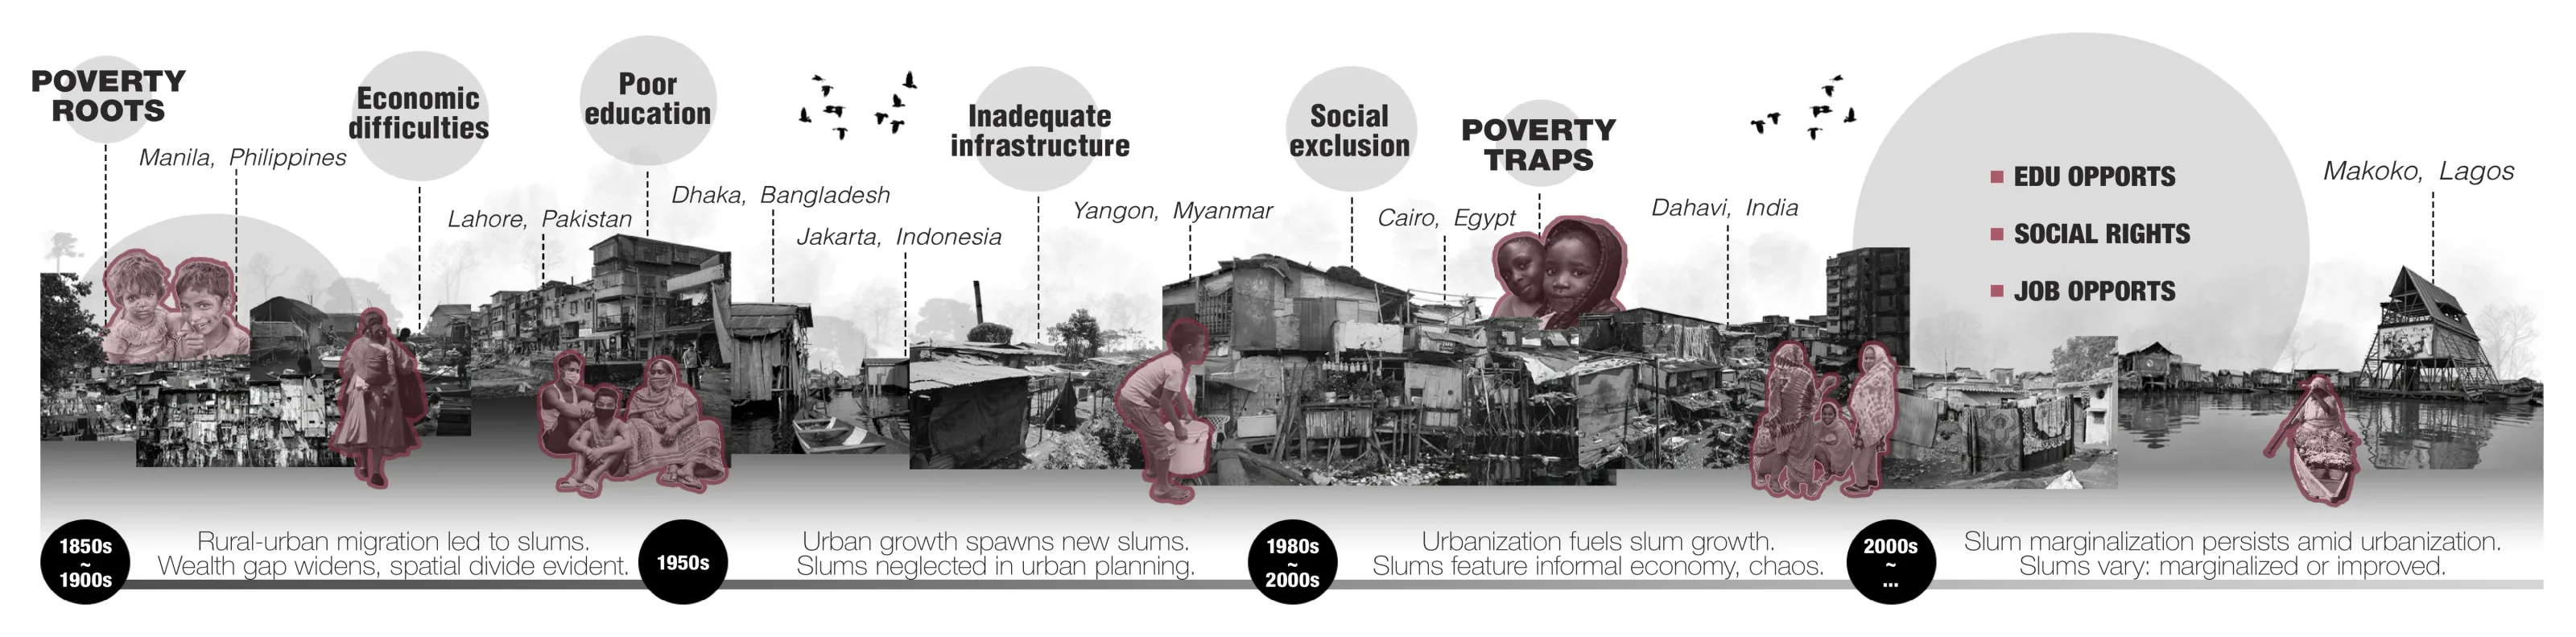 POVERTY
ROOTS
Manila, Philippines
Economic
difficulties
Lahore, Pakistan
Poor
education
Dhaka, Bangladesh
Jakarta, Indonesia
Inadequate
infrastructure
Yangon, Myanmar
Social
exclusion
Cairo, Egypt
POVERTY
TRAPS
Dahavi, India
EDU OPPORTS
SOCIAL RIGHTS
JOB OPPORTS
Makoko, Lagos
1850s
~
1900s
Rural-urban migration led to slums.
Wealth gap widens, spatial divide evident.
1950s
Urban growth spawns new slums.
Slums neglected in urban planning.
1980s
~
2000s
Urbanization fuels slum growth.
Slums feature informal economy, chaos.
2000s
~
...
Slum marginalization persists amid urbanization.
Slums vary: marginalized or improved.